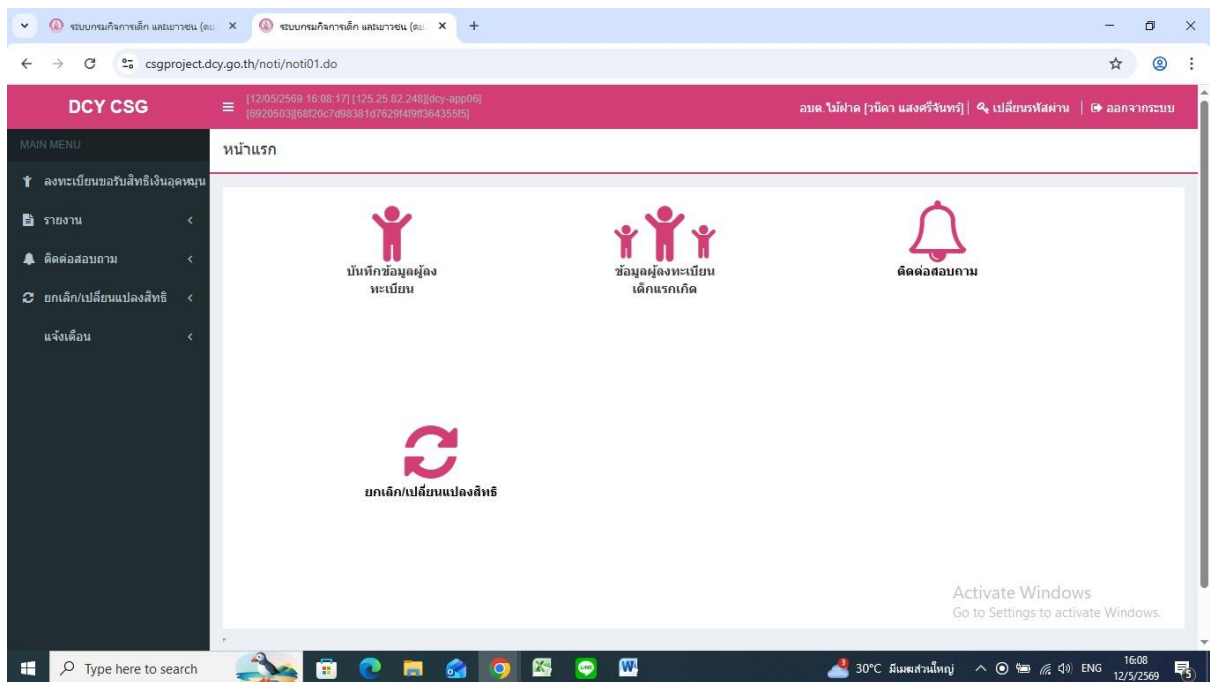 ระบบกรมกิจการเด็ก และเยาวชน (ดย.
ระบบกรมกิจการเด็ก และเยาวชน (ดย.
csgproject.dcy.go.th/noti/noti01.do
DCY CSG
[12/05/2569 16:08:17] [125.25.82.248][dcy-app06]
[6920503][68f20c7d98381d7629f4f9ff364355f5]
อบต. ไม้ฝาด [วนิดา แสงศรีจันทร์] | เปลี่ยนรหัสผ่าน | ออกจากระบบ
MAIN MENU
หน้าแรก
ลงทะเบียนขอรับสิทธิเงินอุดหนุน
รายงาน
ติดต่อสอบถาม
ยกเลิก/เปลี่ยนแปลงสิทธิ
แจ้งเตือน
บันทึกข้อมูลผู้ลง
ทะเบียน
ข้อมูลผู้ลงทะเบียน
เด็กแรกเกิด
ติดต่อสอบถาม
ยกเลิก/เปลี่ยนแปลงสิทธิ
Activate Windows
Go to Settings to activate Windows.
Type here to search
30°C มีเมฆส่วนใหญ่
ENG
16:08
12/5/2569
5